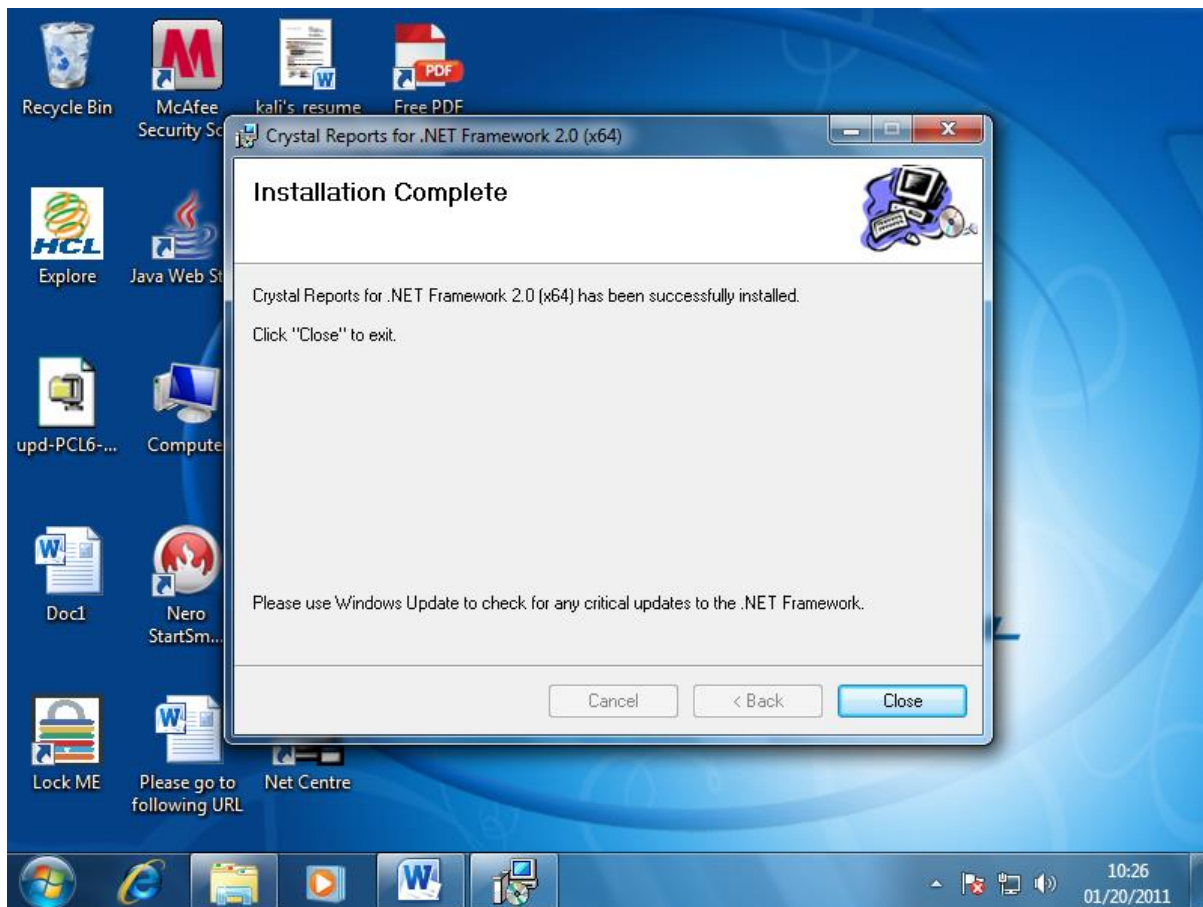 Recycle Bin
McAfee
Security Sc
kali's resume
Free PDF
PDF
Crystal Reports for .NET Framework 2.0 (x64)
Installation Complete
Crystal Reports for .NET Framework 2.0 (x64) has been successfully installed.
Click "Close" to exit.
Please use Windows Update to check for any critical updates to the .NET Framework.
Cancel
< Back
Close
HCL
Explore
Java Web St
upd-PCL6-...
Compute
Doc1
Nero
StartSm...
Lock ME
Please go to
following URL
Net Centre
10:26
01/20/2011